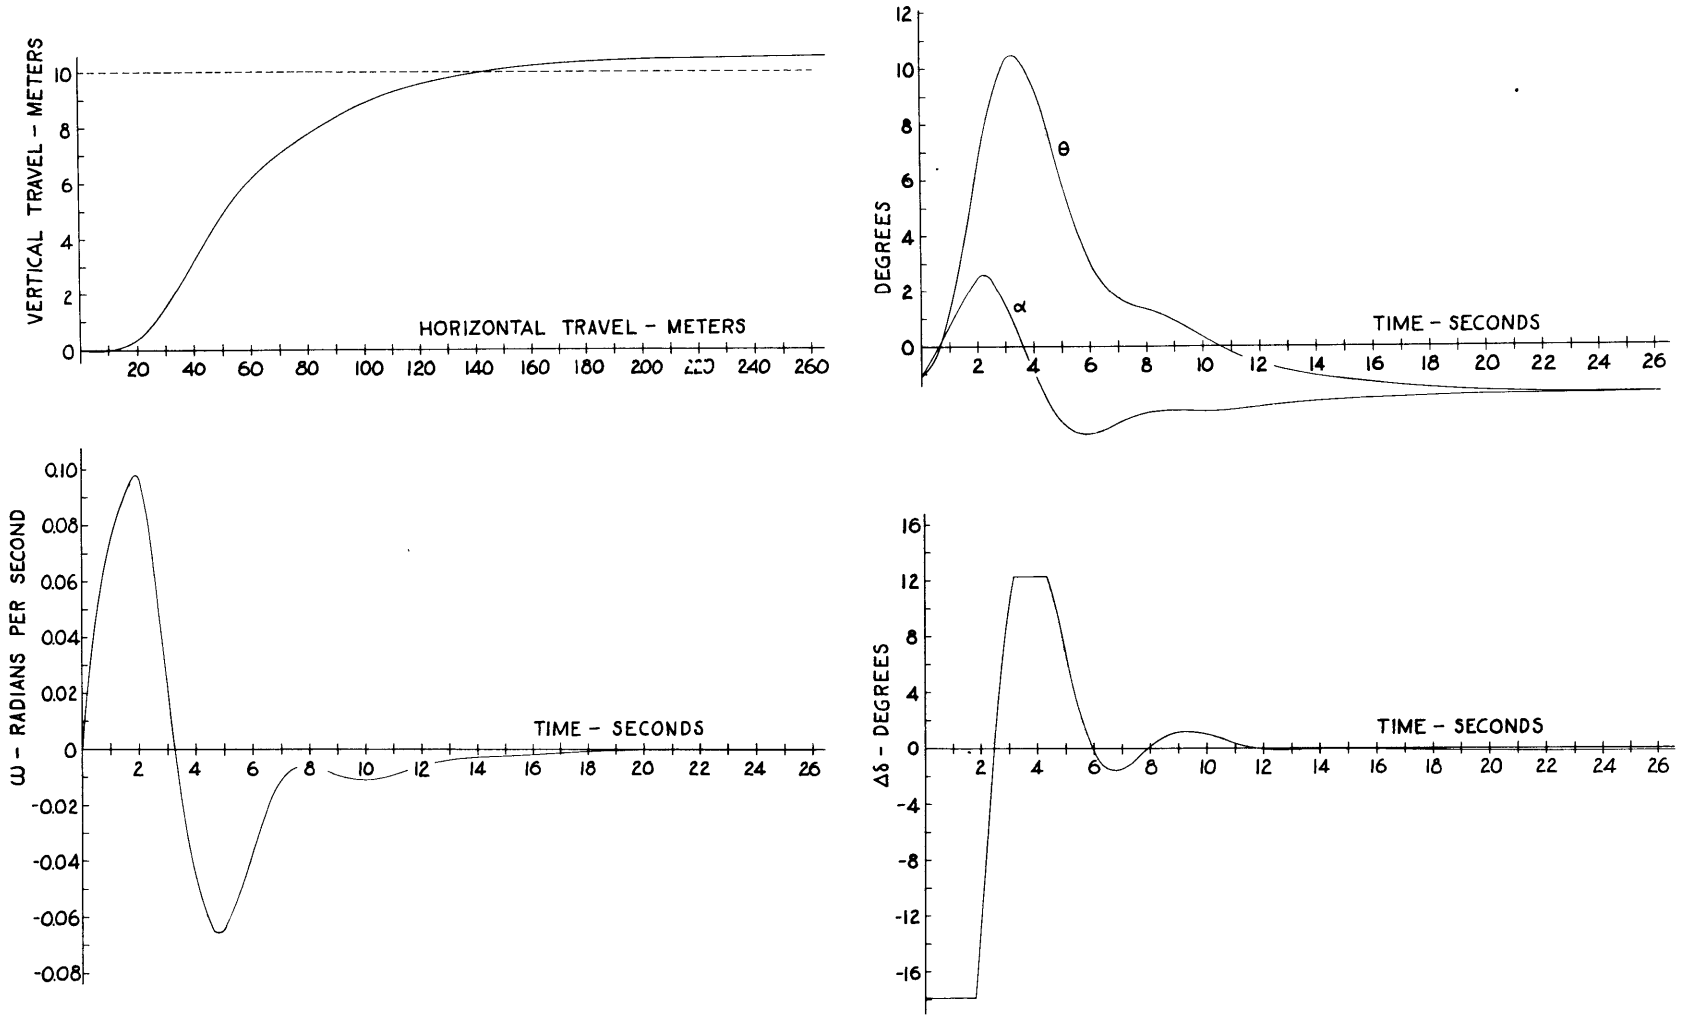 VERTICAL TRAVEL – METERS
10
8
6
4
2
0
HORIZONTAL TRAVEL – METERS
20 40 60 80 100 120 140 160 180 200 240 260
DEGREES
12
10
8
6
4
2
0
θ
α
TIME – SECONDS
2 4 6 8 10 12 14 16 18 20 22 24 26
ω – RADIANS PER SECOND
0.10
0.08
0.06
0.04
0.02
0
-0.02
-0.04
-0.06
-0.08
TIME – SECONDS
2 4 6 8 10 12 14 16 18 20 22 24 26
Δδ – DEGREES
16
12
8
4
0
-4
-8
-12
-16
TIME – SECONDS
2 4 6 8 10 12 14 16 18 20 22 24 26